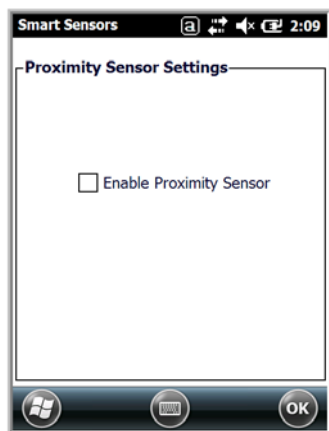 Smart Sensors a 2:09
Proximity Sensor Settings
Enable Proximity Sensor
OK